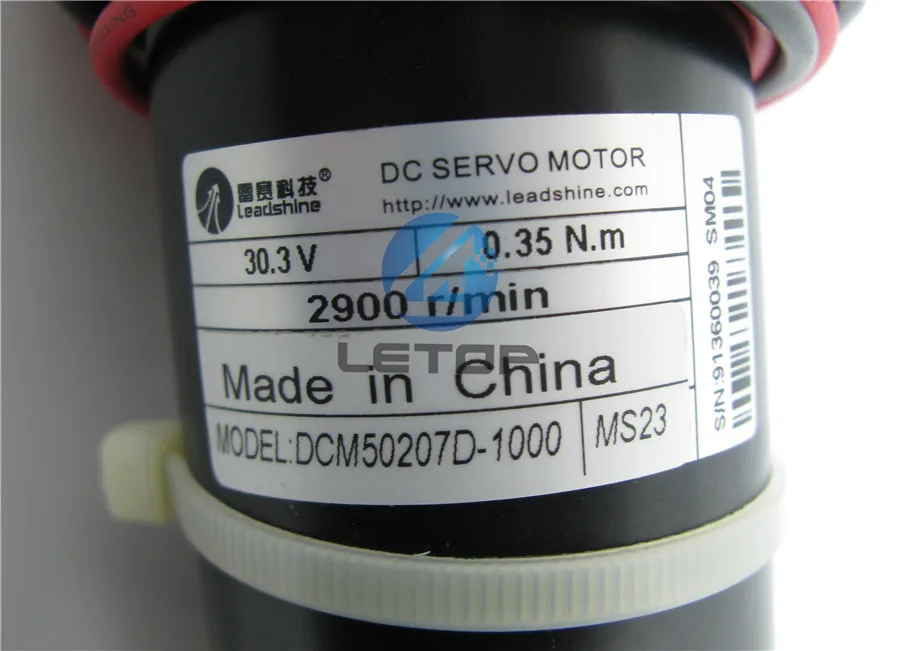 雷赛科技®
Leadshine
DC SERVO MOTOR
http://www.leadshine.com
30.3 V
0.35 N.m
2900 r/min
LETOP
Made in China
MODEL:DCM50207D-1000
MS23
S/N:91360039 SM04